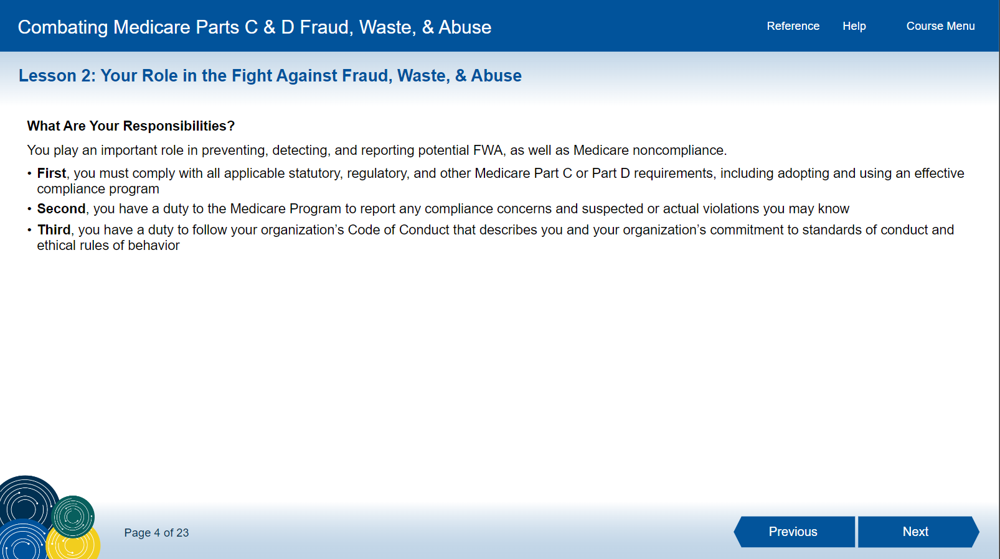 Combating Medicare Parts C & D Fraud, Waste, & Abuse
Reference Help Course Menu
Lesson 2: Your Role in the Fight Against Fraud, Waste, & Abuse
What Are Your Responsibilities?
You play an important role in preventing, detecting, and reporting potential FWA, as well as Medicare noncompliance.
• First, you must comply with all applicable statutory, regulatory, and other Medicare Part C or Part D requirements, including adopting and using an effective
compliance program
• Second, you have a duty to the Medicare Program to report any compliance concerns and suspected or actual violations you may know
• Third, you have a duty to follow your organization’s Code of Conduct that describes you and your organization’s commitment to standards of conduct and
ethical rules of behavior
Page 4 of 23
Previous Next